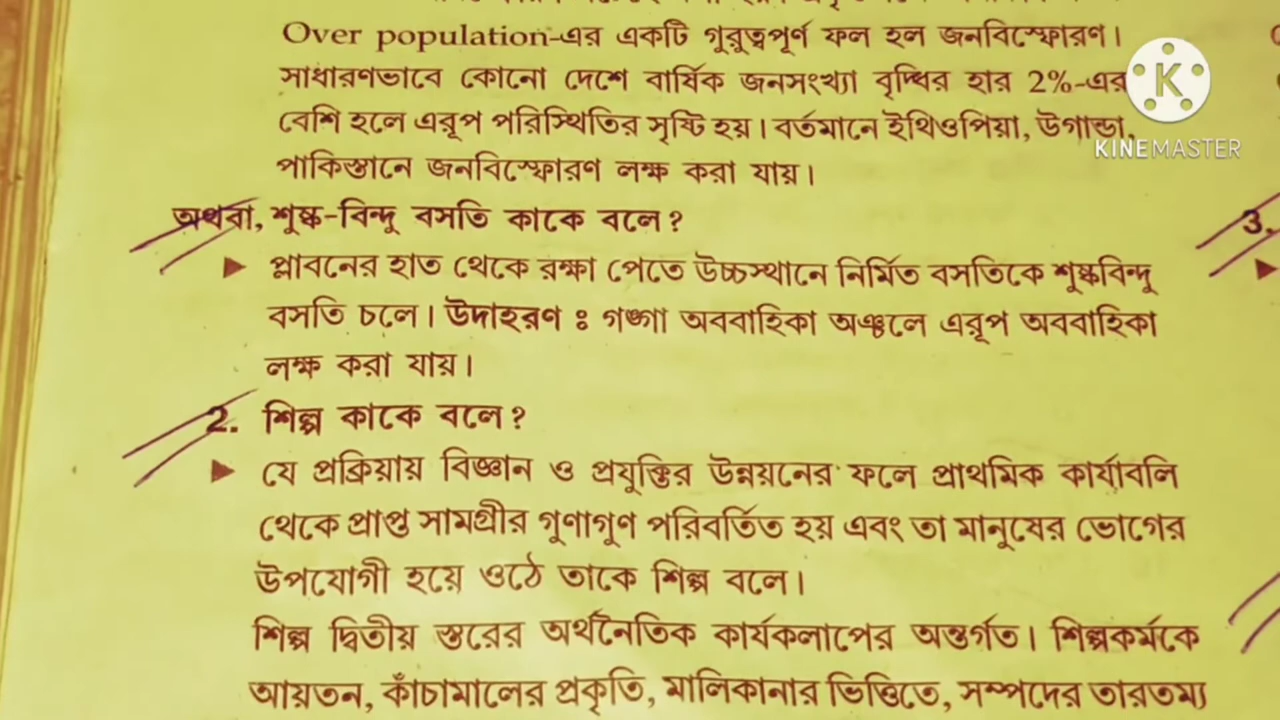 Over population-এর একটি গুরুত্বপূর্ণ ফল হল জনবিস্ফোরণ।
সাধারণভাবে কোনো দেশে বার্ষিক জনসংখ্যা বৃদ্ধির হার 2%-এর
বেশি হলে এরূপ পরিস্থিতির সৃষ্টি হয়। বর্তমানে ইথিওপিয়া, উগান্ডা,
পাকিস্তানে জনবিস্ফোরণ লক্ষ করা যায়।
অথবা, শুষ্ক-বিন্দু বসতি কাকে বলে?
▶ প্লাবনের হাত থেকে রক্ষা পেতে উচ্চস্থানে নির্মিত বসতিকে শুষ্কবিন্দু
বসতি চলে। উদাহরণ ঃ গঙ্গা অববাহিকা অঞ্চলে এরূপ অববাহিকা
লক্ষ করা যায়।
2. শিল্প কাকে বলে?
▶ যে প্রক্রিয়ায় বিজ্ঞান ও প্রযুক্তির উন্নয়নের ফলে প্রাথমিক কার্যাবলি
থেকে প্রাপ্ত সামগ্রীর গুণাগুণ পরিবর্তিত হয় এবং তা মানুষের ভোগের
উপযোগী হয়ে ওঠে তাকে শিল্প বলে।
শিল্প দ্বিতীয় স্তরের অর্থনৈতিক কার্যকলাপের অন্তর্গত। শিল্পকর্মকে
আয়তন, কাঁচামালের প্রকৃতি, মালিকানার ভিত্তিতে, সম্পদের তারতম্য
3.
K
KINEMASTER